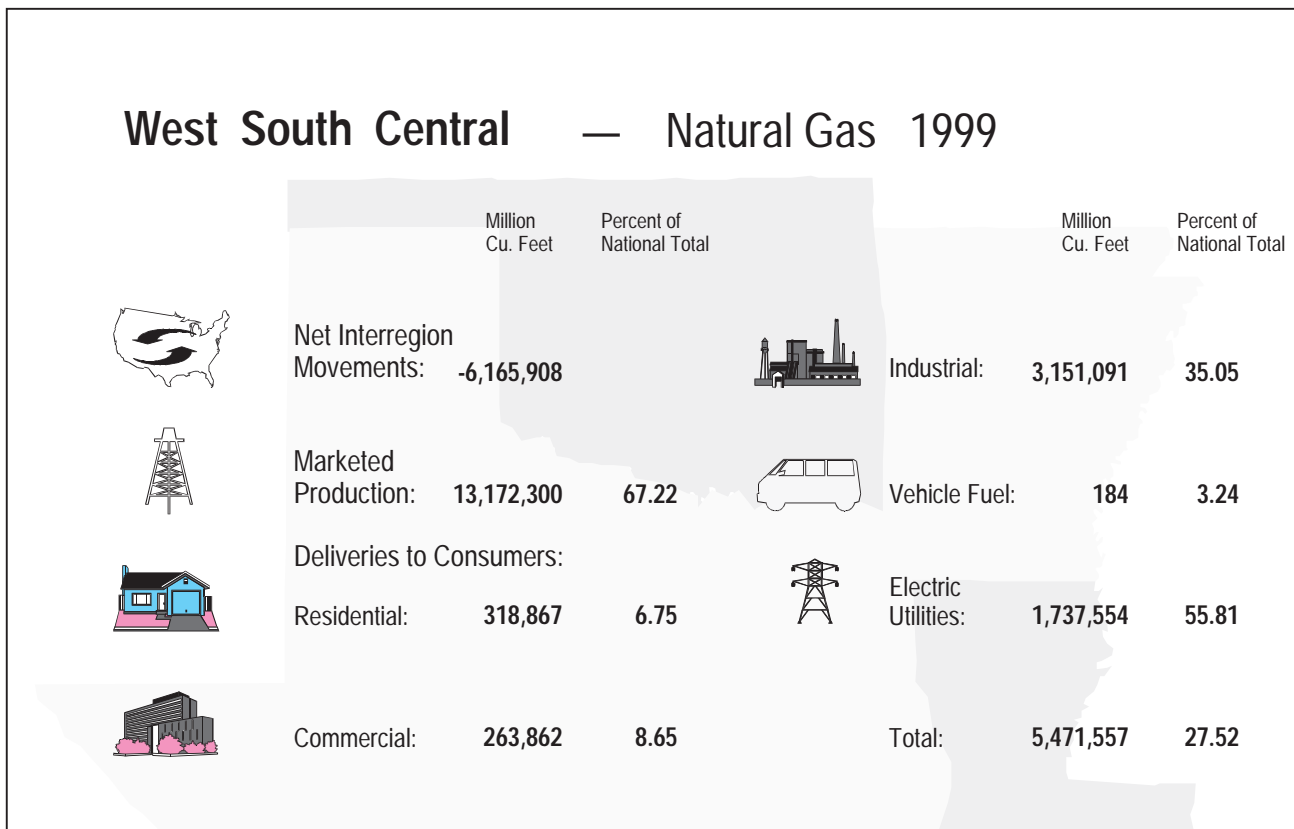 West South Central — Natural Gas 1999
Million
Cu. Feet
Percent of
National Total
Net Interregion
Movements: -6,165,908
Marketed
Production: 13,172,300 67.22
Deliveries to Consumers:
Residential: 318,867 6.75
Commercial: 263,862 8.65
Million
Cu. Feet
Percent of
National Total
Industrial: 3,151,091 35.05
Vehicle Fuel: 184 3.24
Electric
Utilities: 1,737,554 55.81
Total: 5,471,557 27.52